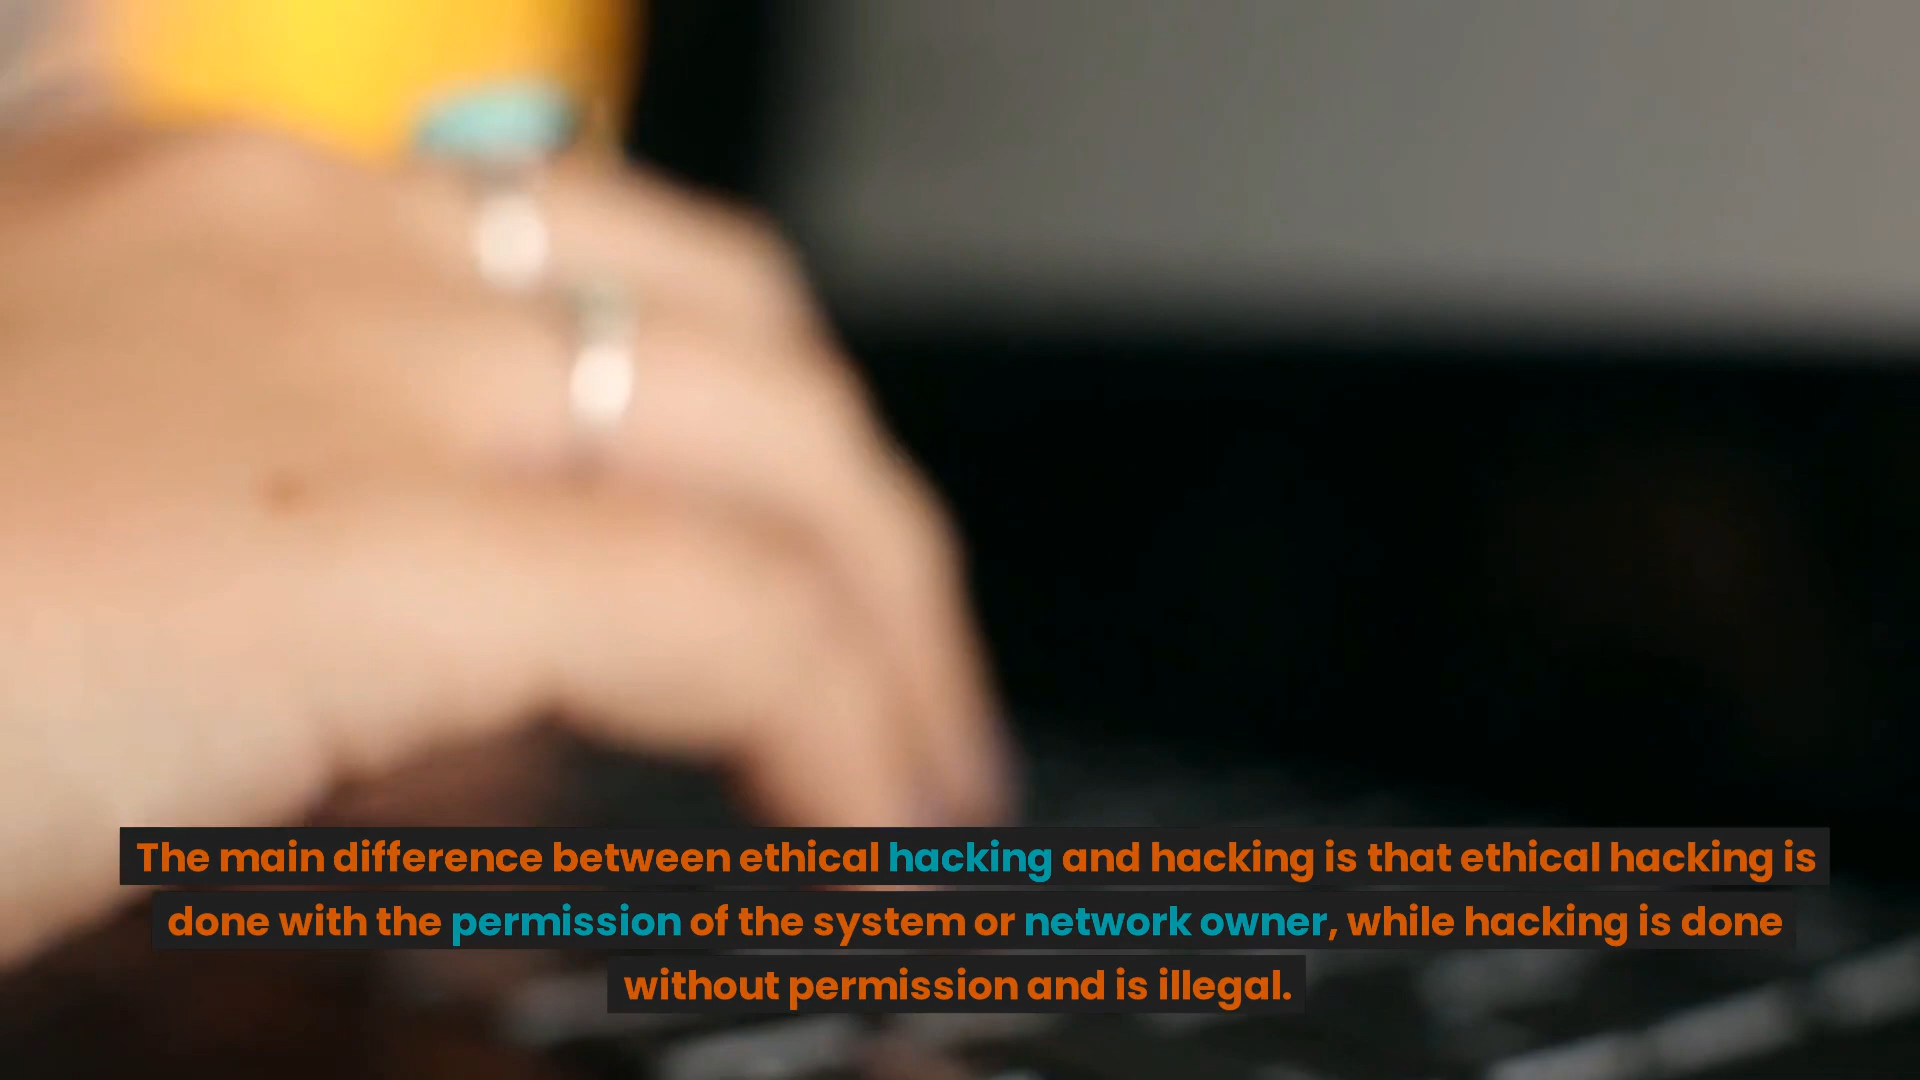 The main difference between ethical hacking and hacking is that ethical hacking is
done with the permission of the system or network owner, while hacking is done
without permission and is illegal.